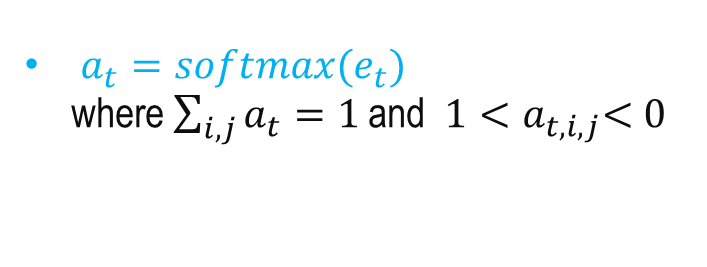 • a_t = softmax(e_t)
where ∑_{i,j} a_t = 1 and 1 < a_{t,i,j} < 0